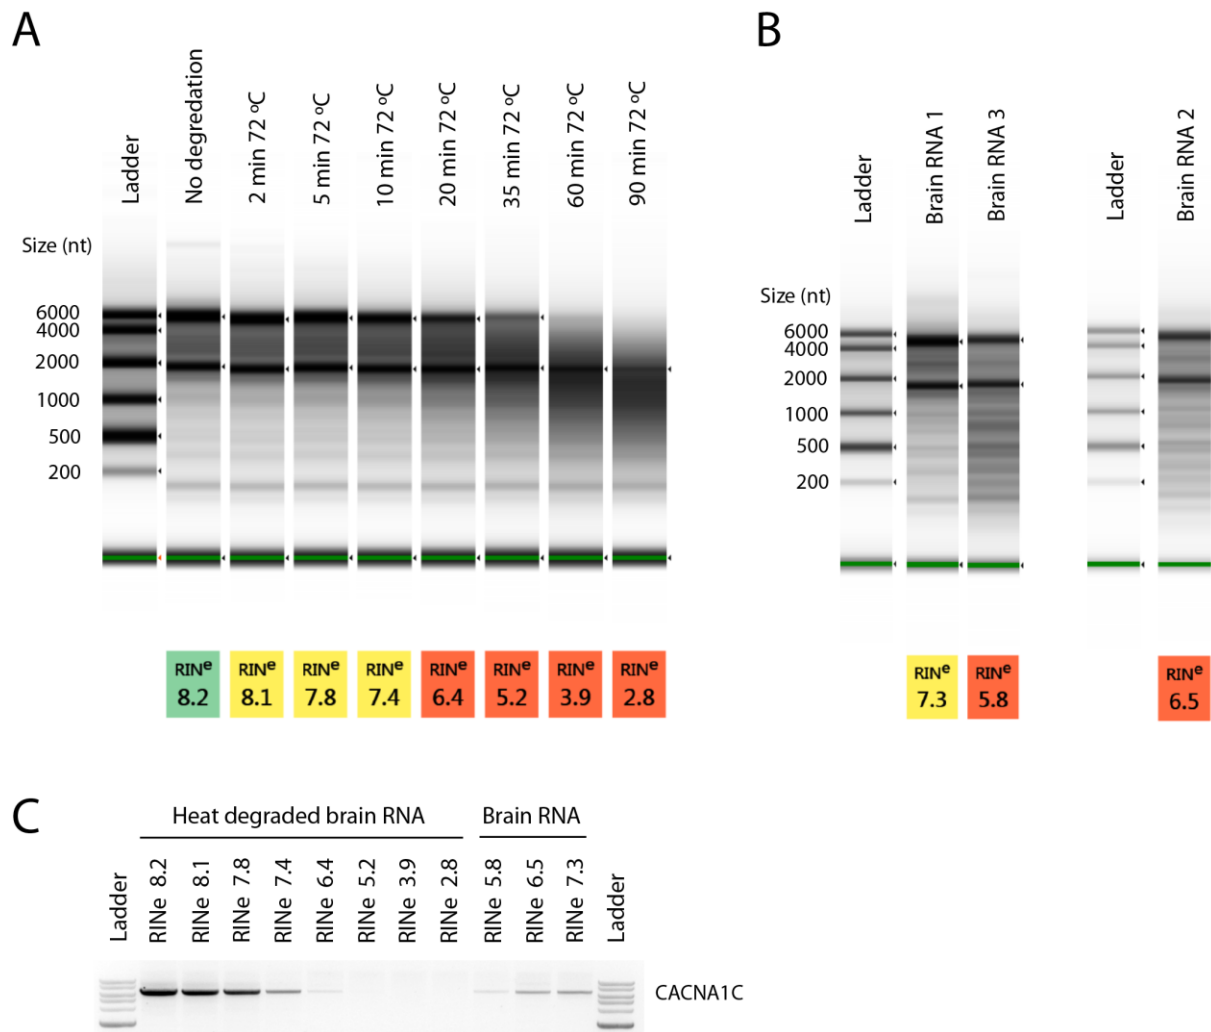 A
Ladder
No degredation
2 min 72 ºC
5 min 72 ºC
10 min 72 ºC
20 min 72 ºC
35 min 72 ºC
60 min 72 ºC
90 min 72 ºC
Size (nt)
6000
4000
2000
1000
500
200
RINe 8.2
RINe 8.1
RINe 7.8
RINe 7.4
RINe 6.4
RINe 5.2
RINe 3.9
RINe 2.8
B
Ladder
Brain RNA 1
Brain RNA 3
Ladder
Brain RNA 2
Size (nt)
6000
4000
2000
1000
500
200
RINe 7.3
RINe 5.8
RINe 6.5
C
Heat degraded brain RNA
Brain RNA
Ladder
RINe 8.2
RINe 8.1
RINe 7.8
RINe 7.4
RINe 6.4
RINe 5.2
RINe 3.9
RINe 2.8
RINe 5.8
RINe 6.5
RINe 7.3
Ladder
CACNA1C